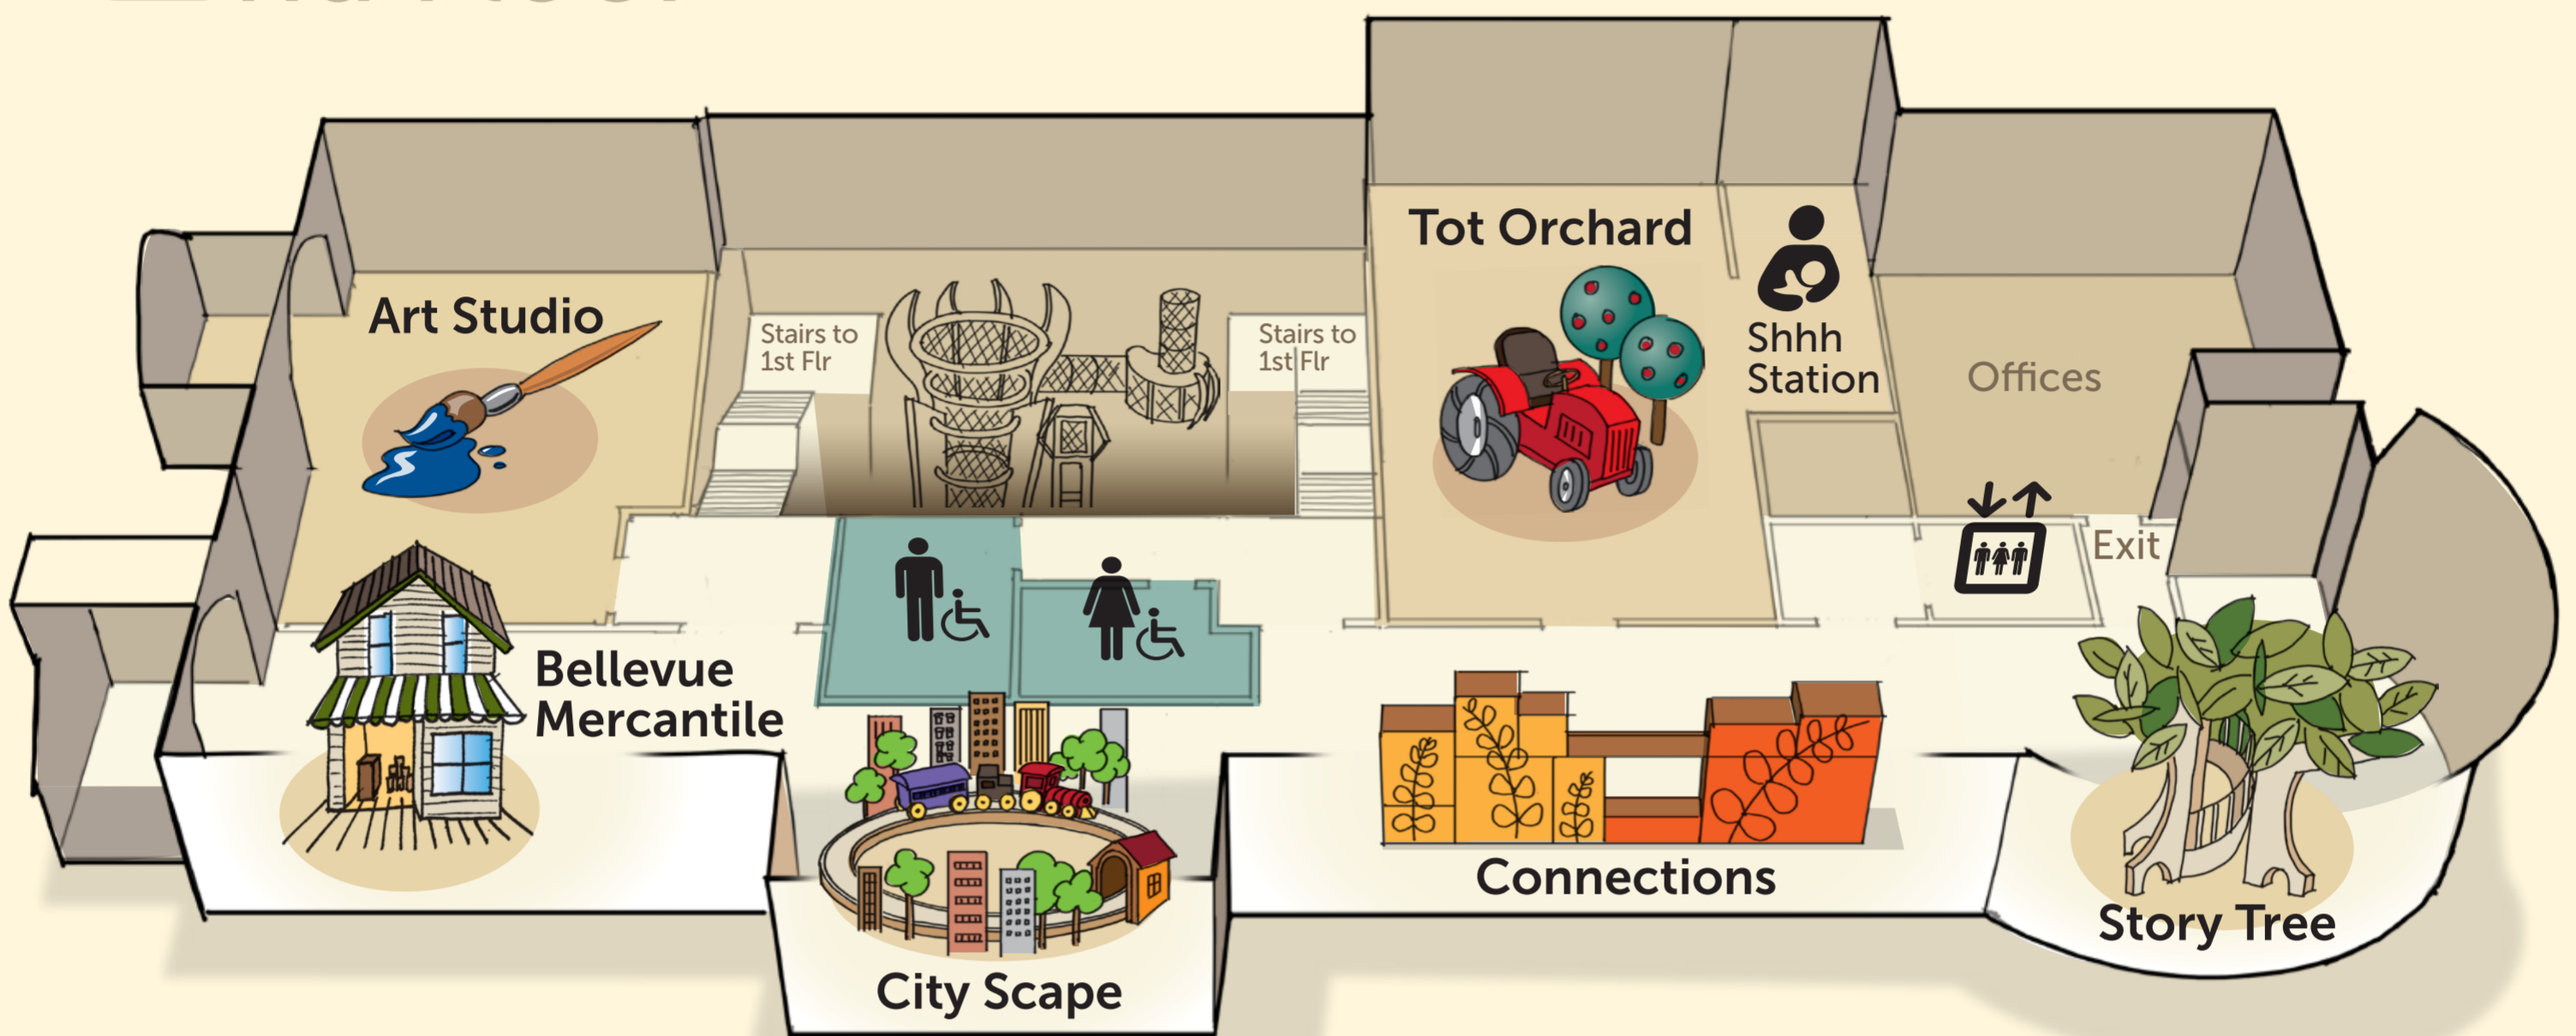 Tot Orchard
Art Studio
Stairs to
1st Flr
Stairs to
1st Flr
Shhh
Station
Offices
Exit
Bellevue
Mercantile
Connections
Story Tree
City Scape